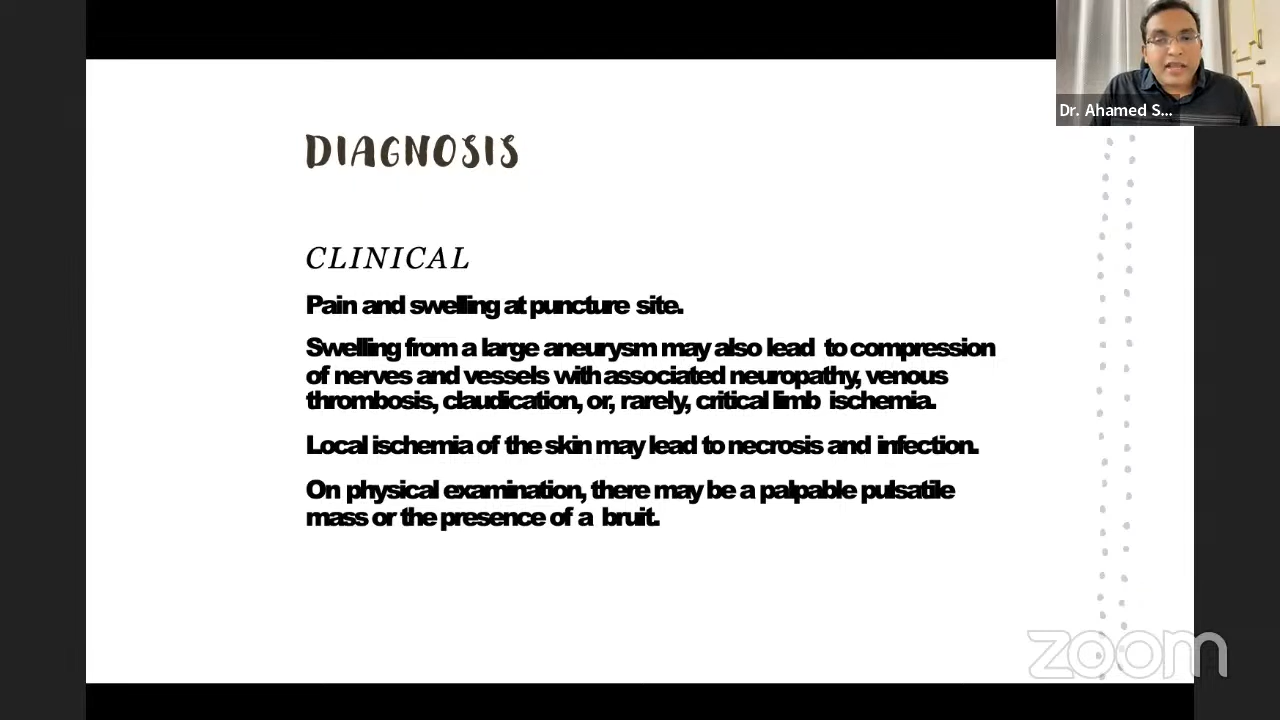 Dr. Ahamed S...
DIAGNOSIS
CLINICAL
Pain and swelling at puncture site.
Swelling from a large aneurysm may also lead to compression
of nerves and vessels with associated neuropathy, venous
thrombosis, claudication, or, rarely, critical limb ischemia.
Local ischemia of the skin may lead to necrosis and infection.
On physical examination, there may be a palpable pulsatile
mass or the presence of a bruit.
zoom